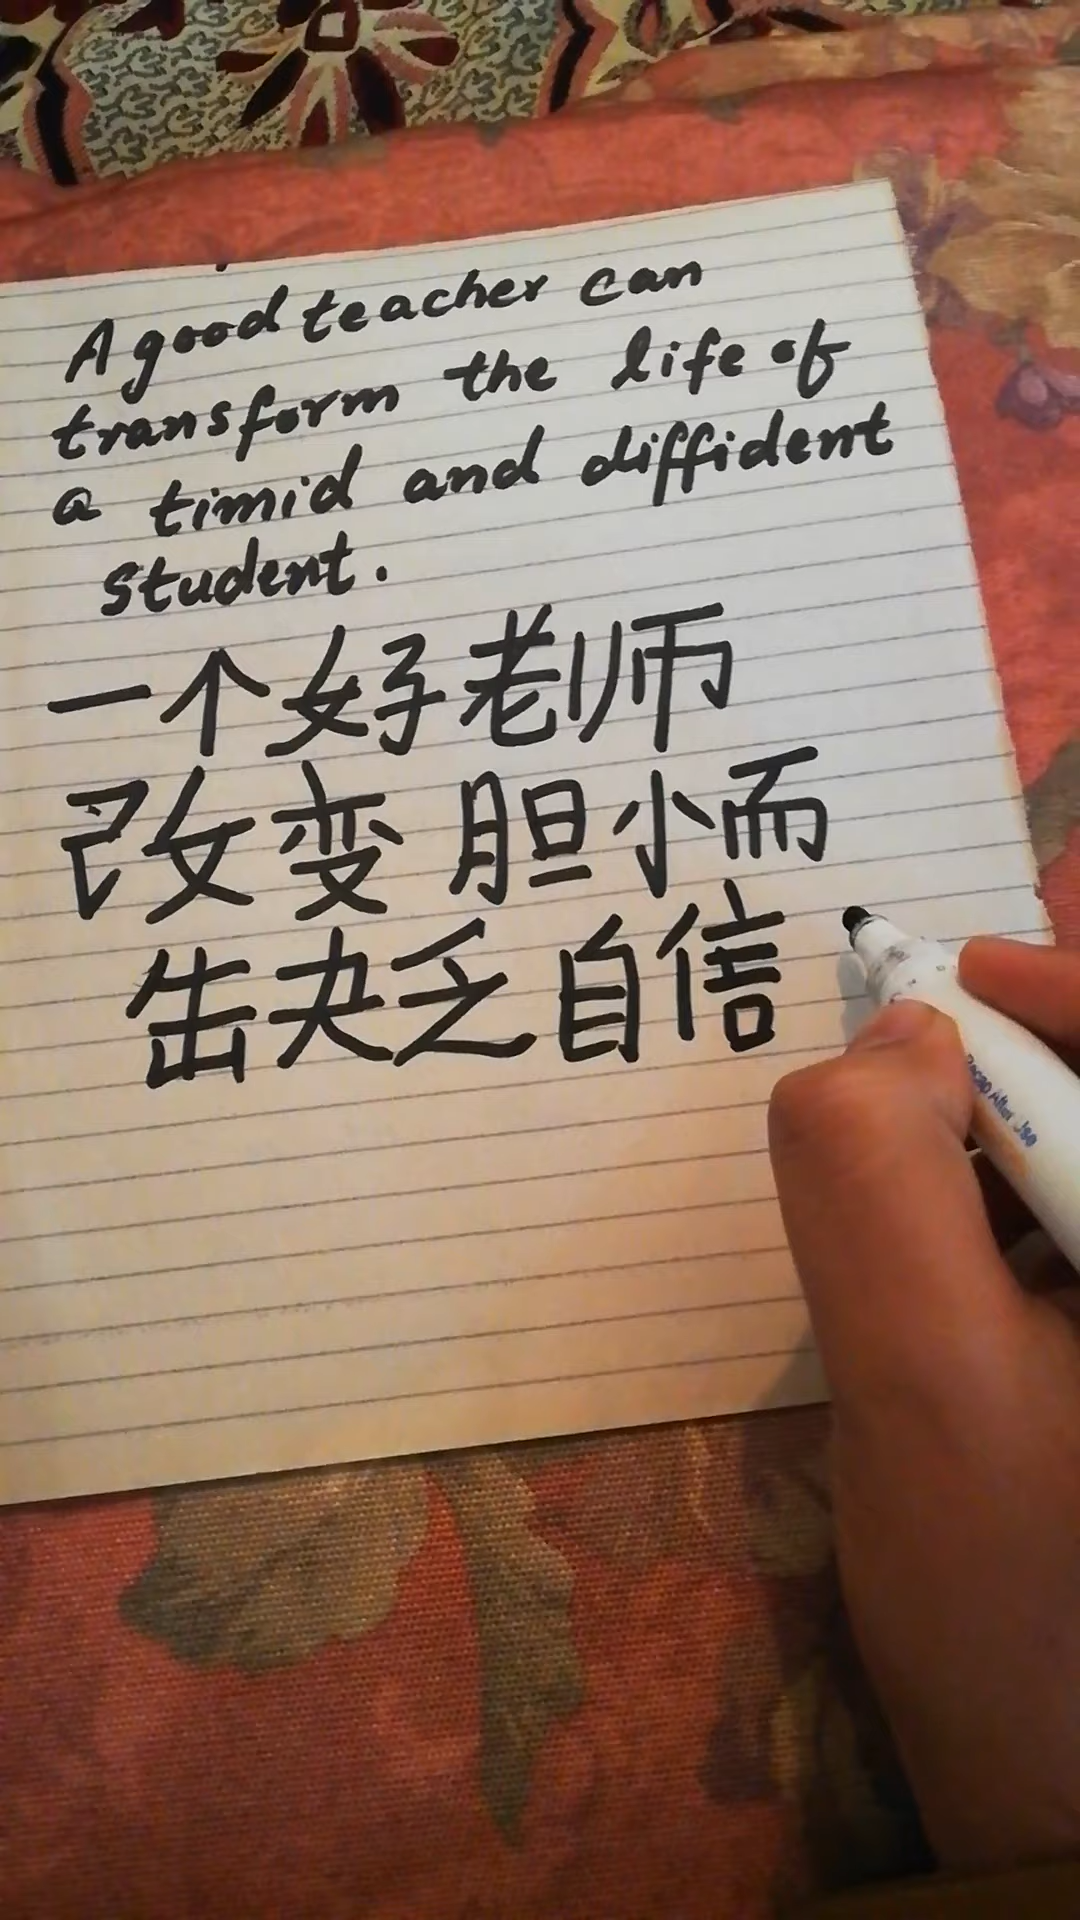 A good teacher can
transform the life of
a timid and diffident
student.
一个好老师
改变胆小而
缺乏自信